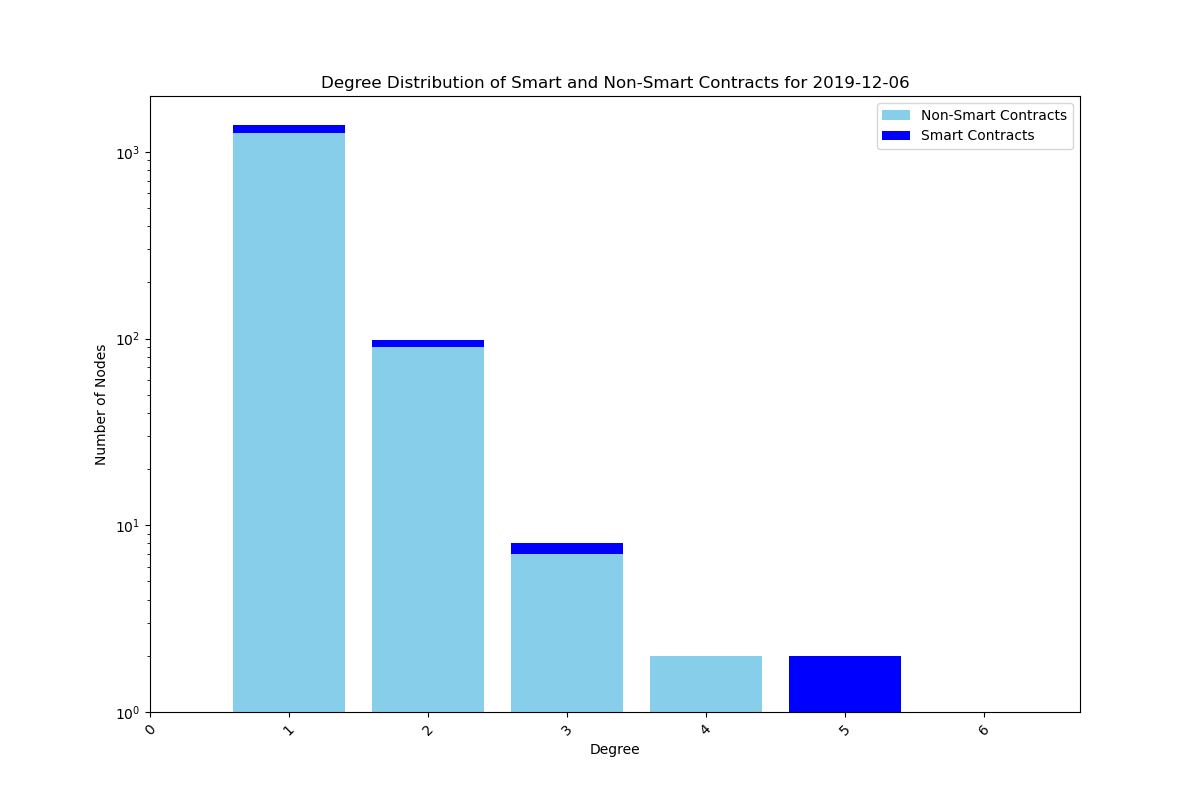 Degree Distribution of Smart and Non-Smart Contracts for 2019-12-06
Non-Smart Contracts
Smart Contracts
Number of Nodes
10³
10²
10¹
10⁰
0 1 2 3 4 5 6
Degree